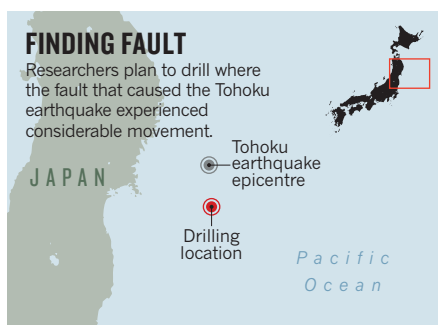 FINDING FAULT
Researchers plan to drill where
the fault that caused the Tohoku
earthquake experienced
considerable movement.
JAPAN
Tohoku
earthquake
epicentre
Drilling
location
Pacific
Ocean